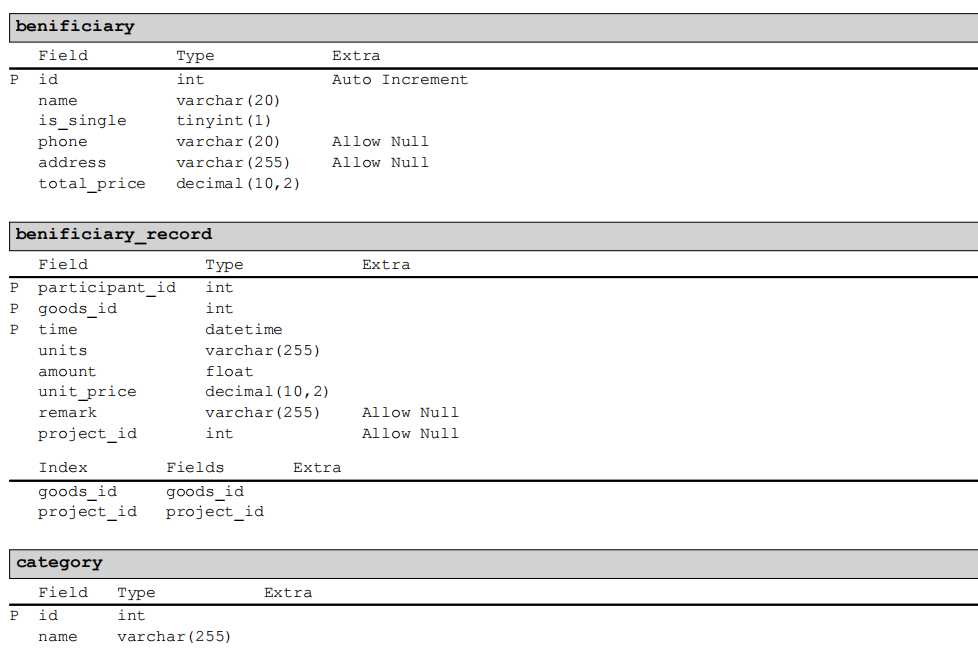 benificiary
Field Type Extra
P id int Auto Increment
name varchar(20)
is_single tinyint(1)
phone varchar(20) Allow Null
address varchar(255) Allow Null
total_price decimal(10,2)
benificiary_record
Field Type Extra
P participant_id int
P goods_id int
P time datetime
units varchar(255)
amount float
unit_price decimal(10,2)
remark varchar(255) Allow Null
project_id int Allow Null
Index Fields Extra
goods_id goods_id
project_id project_id
category
Field Type Extra
P id int
name varchar(255)